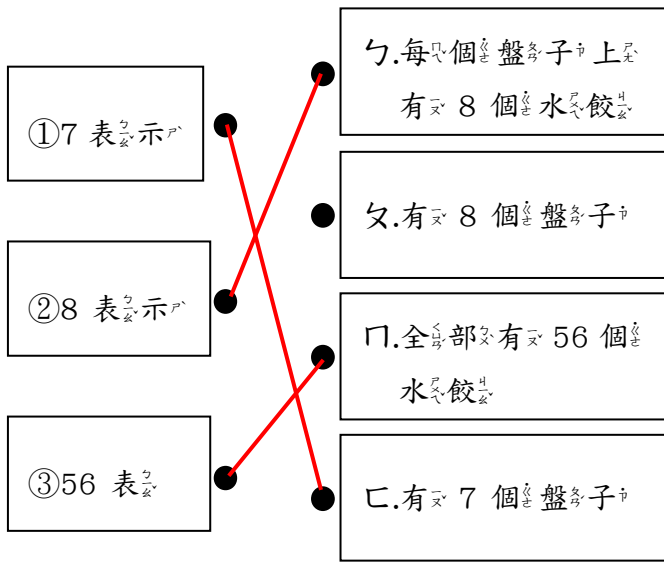 ①7 表示
②8 表示
③56 表
ㄅ.每個盤子上
有 8 個水餃
ㄆ.有 8 個盤子
ㄇ.全部有 56 個
水餃
ㄈ.有 7 個盤子